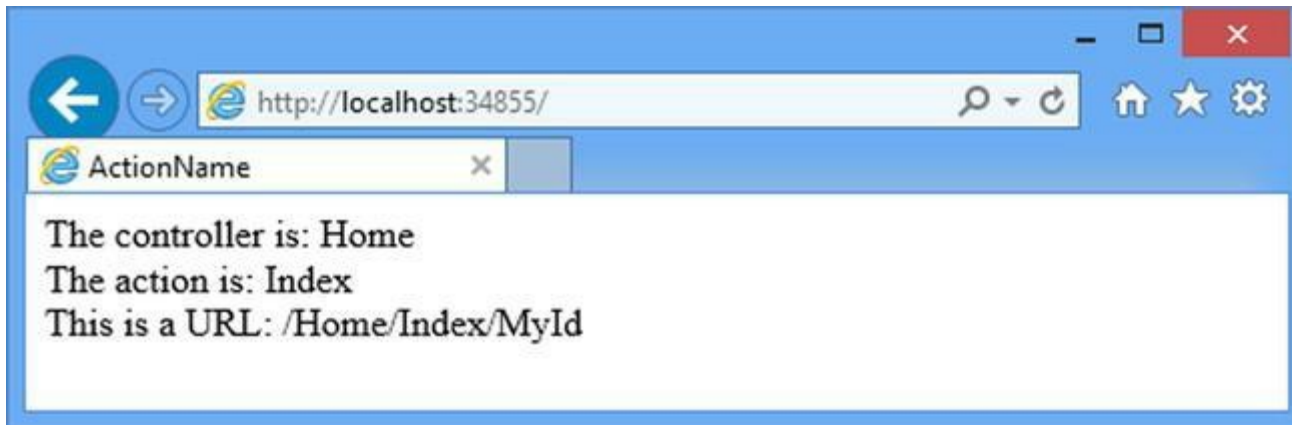 http://localhost:34855/
ActionName
The controller is: Home
The action is: Index
This is a URL: /Home/Index/MyId